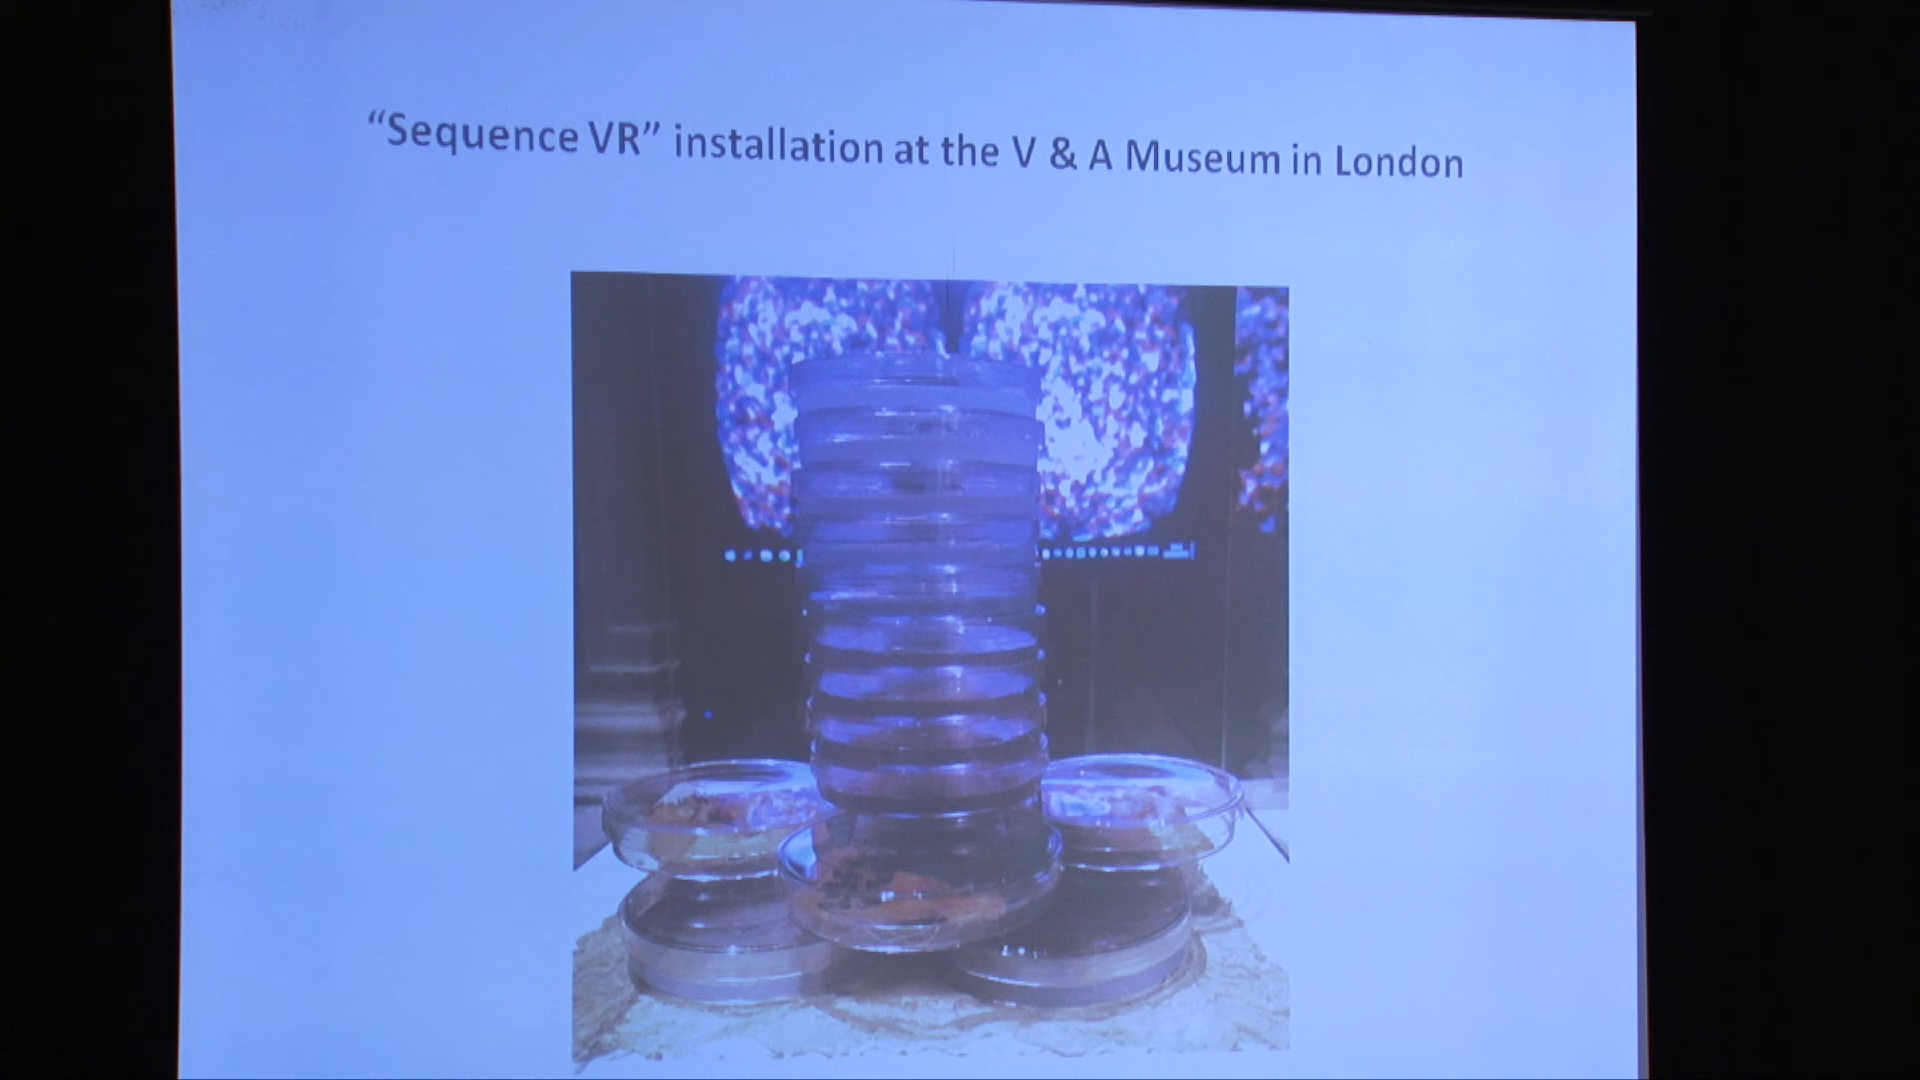 “Sequence VR” installation at the V & A Museum in London